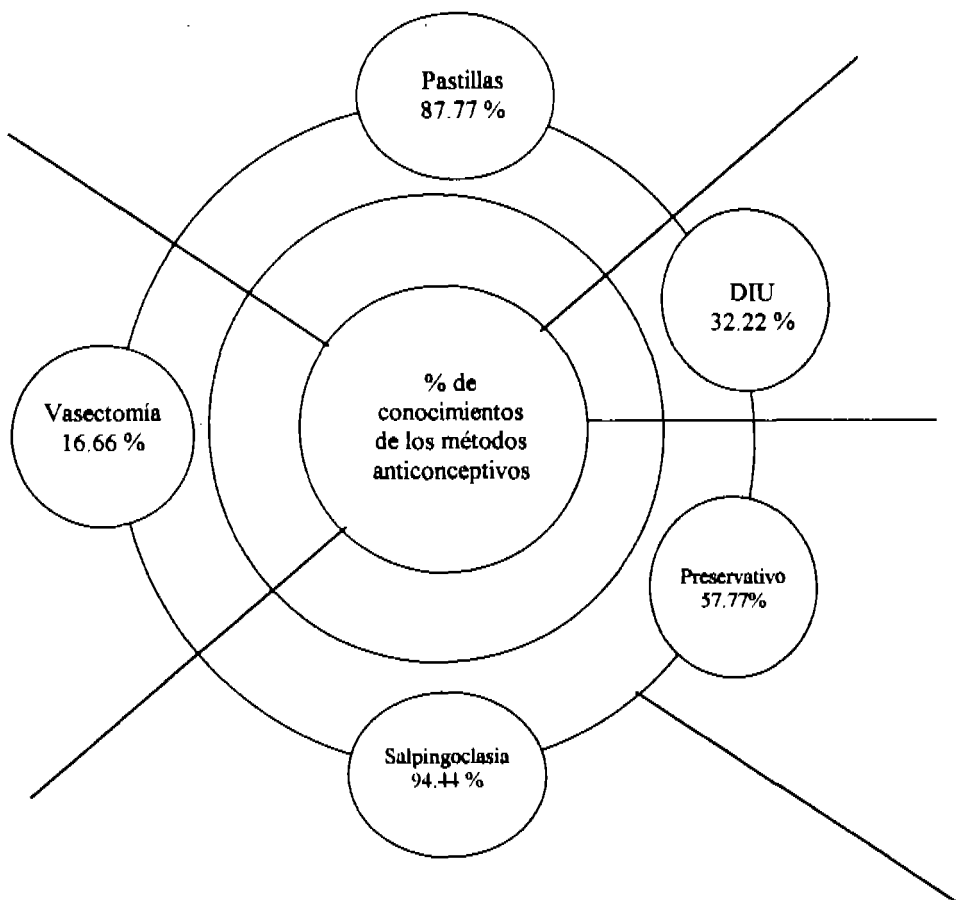 Pastillas
87.77 %
DIU
32.22 %
% de
conocimientos
de los métodos
anticonceptivos
Vasectomía
16.66 %
Preservativo
57.77%
Salpingoclasia
94.44 %